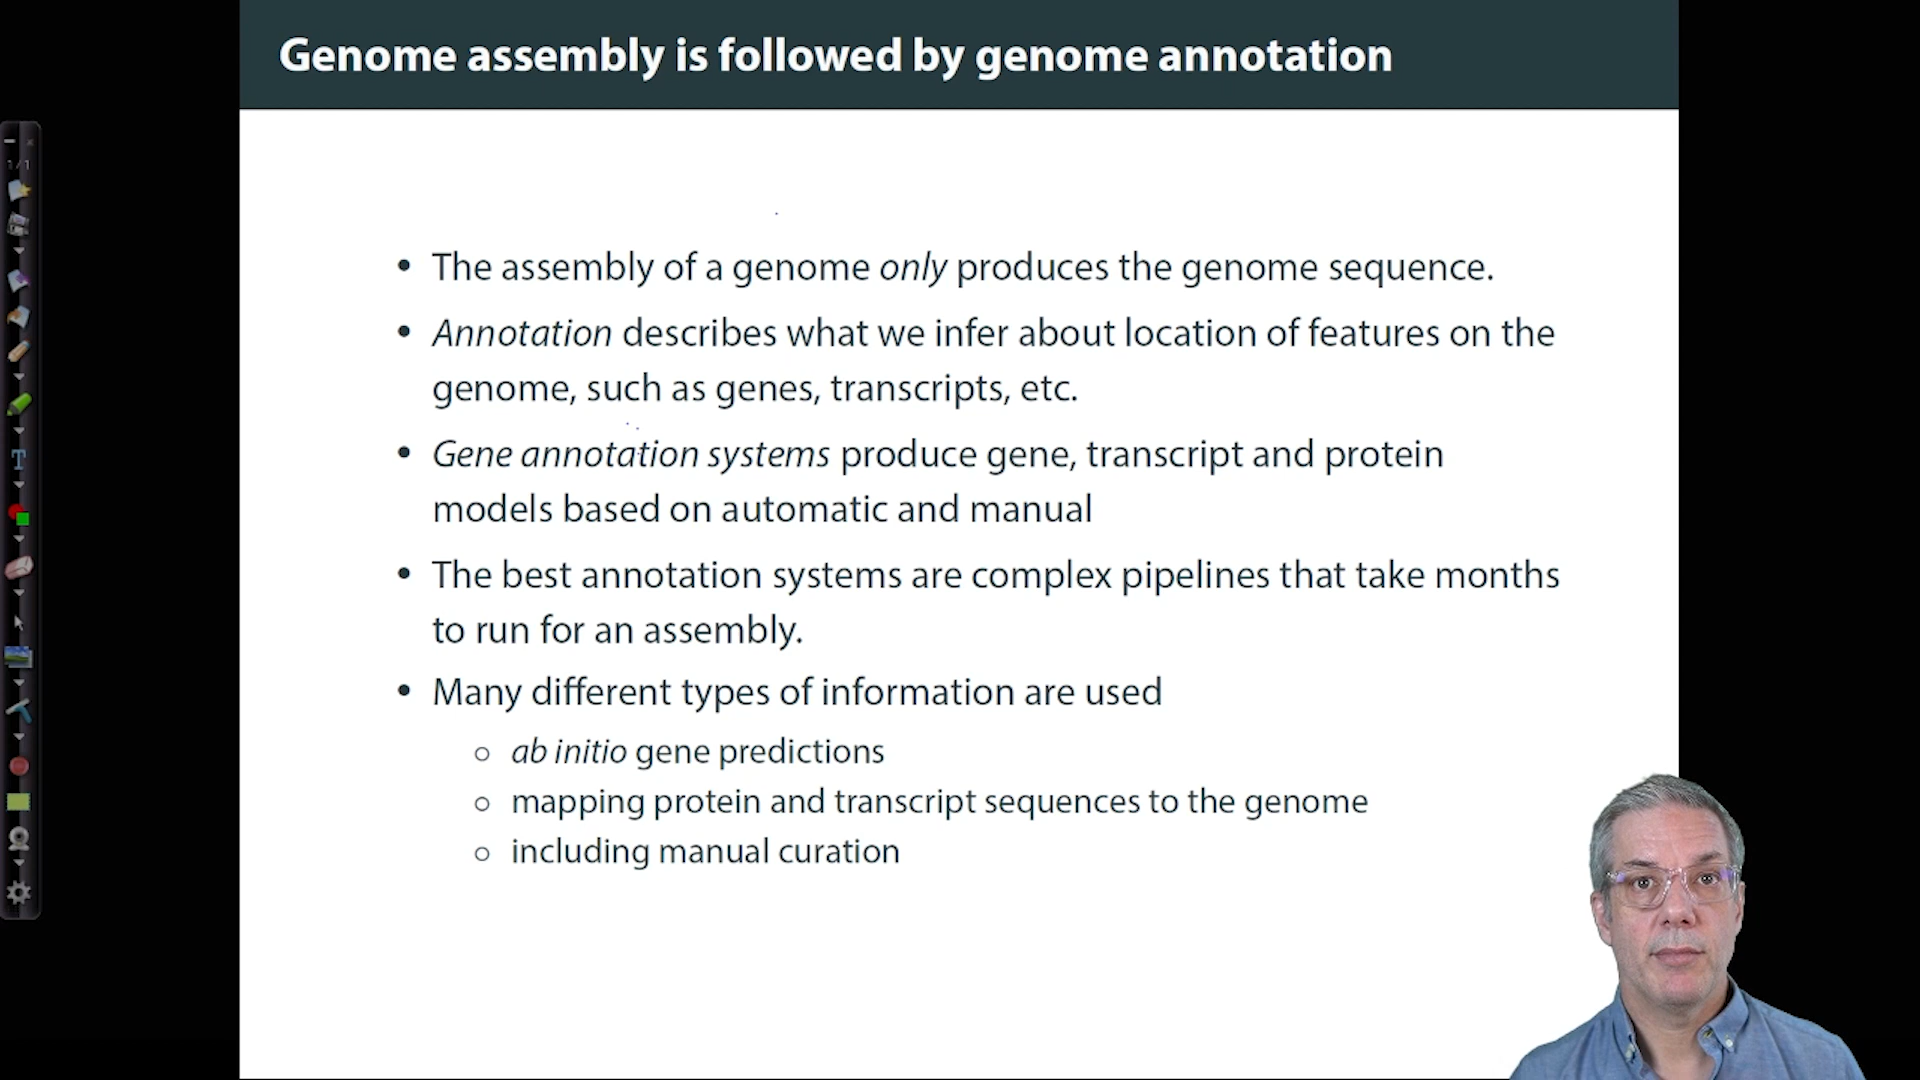 Genome assembly is followed by genome annotation
1/1
• The assembly of a genome only produces the genome sequence.
• Annotation describes what we infer about location of features on the
genome, such as genes, transcripts, etc.
• Gene annotation systems produce gene, transcript and protein
models based on automatic and manual
• The best annotation systems are complex pipelines that take months
to run for an assembly.
• Many different types of information are used
○ ab initio gene predictions
○ mapping protein and transcript sequences to the genome
○ including manual curation